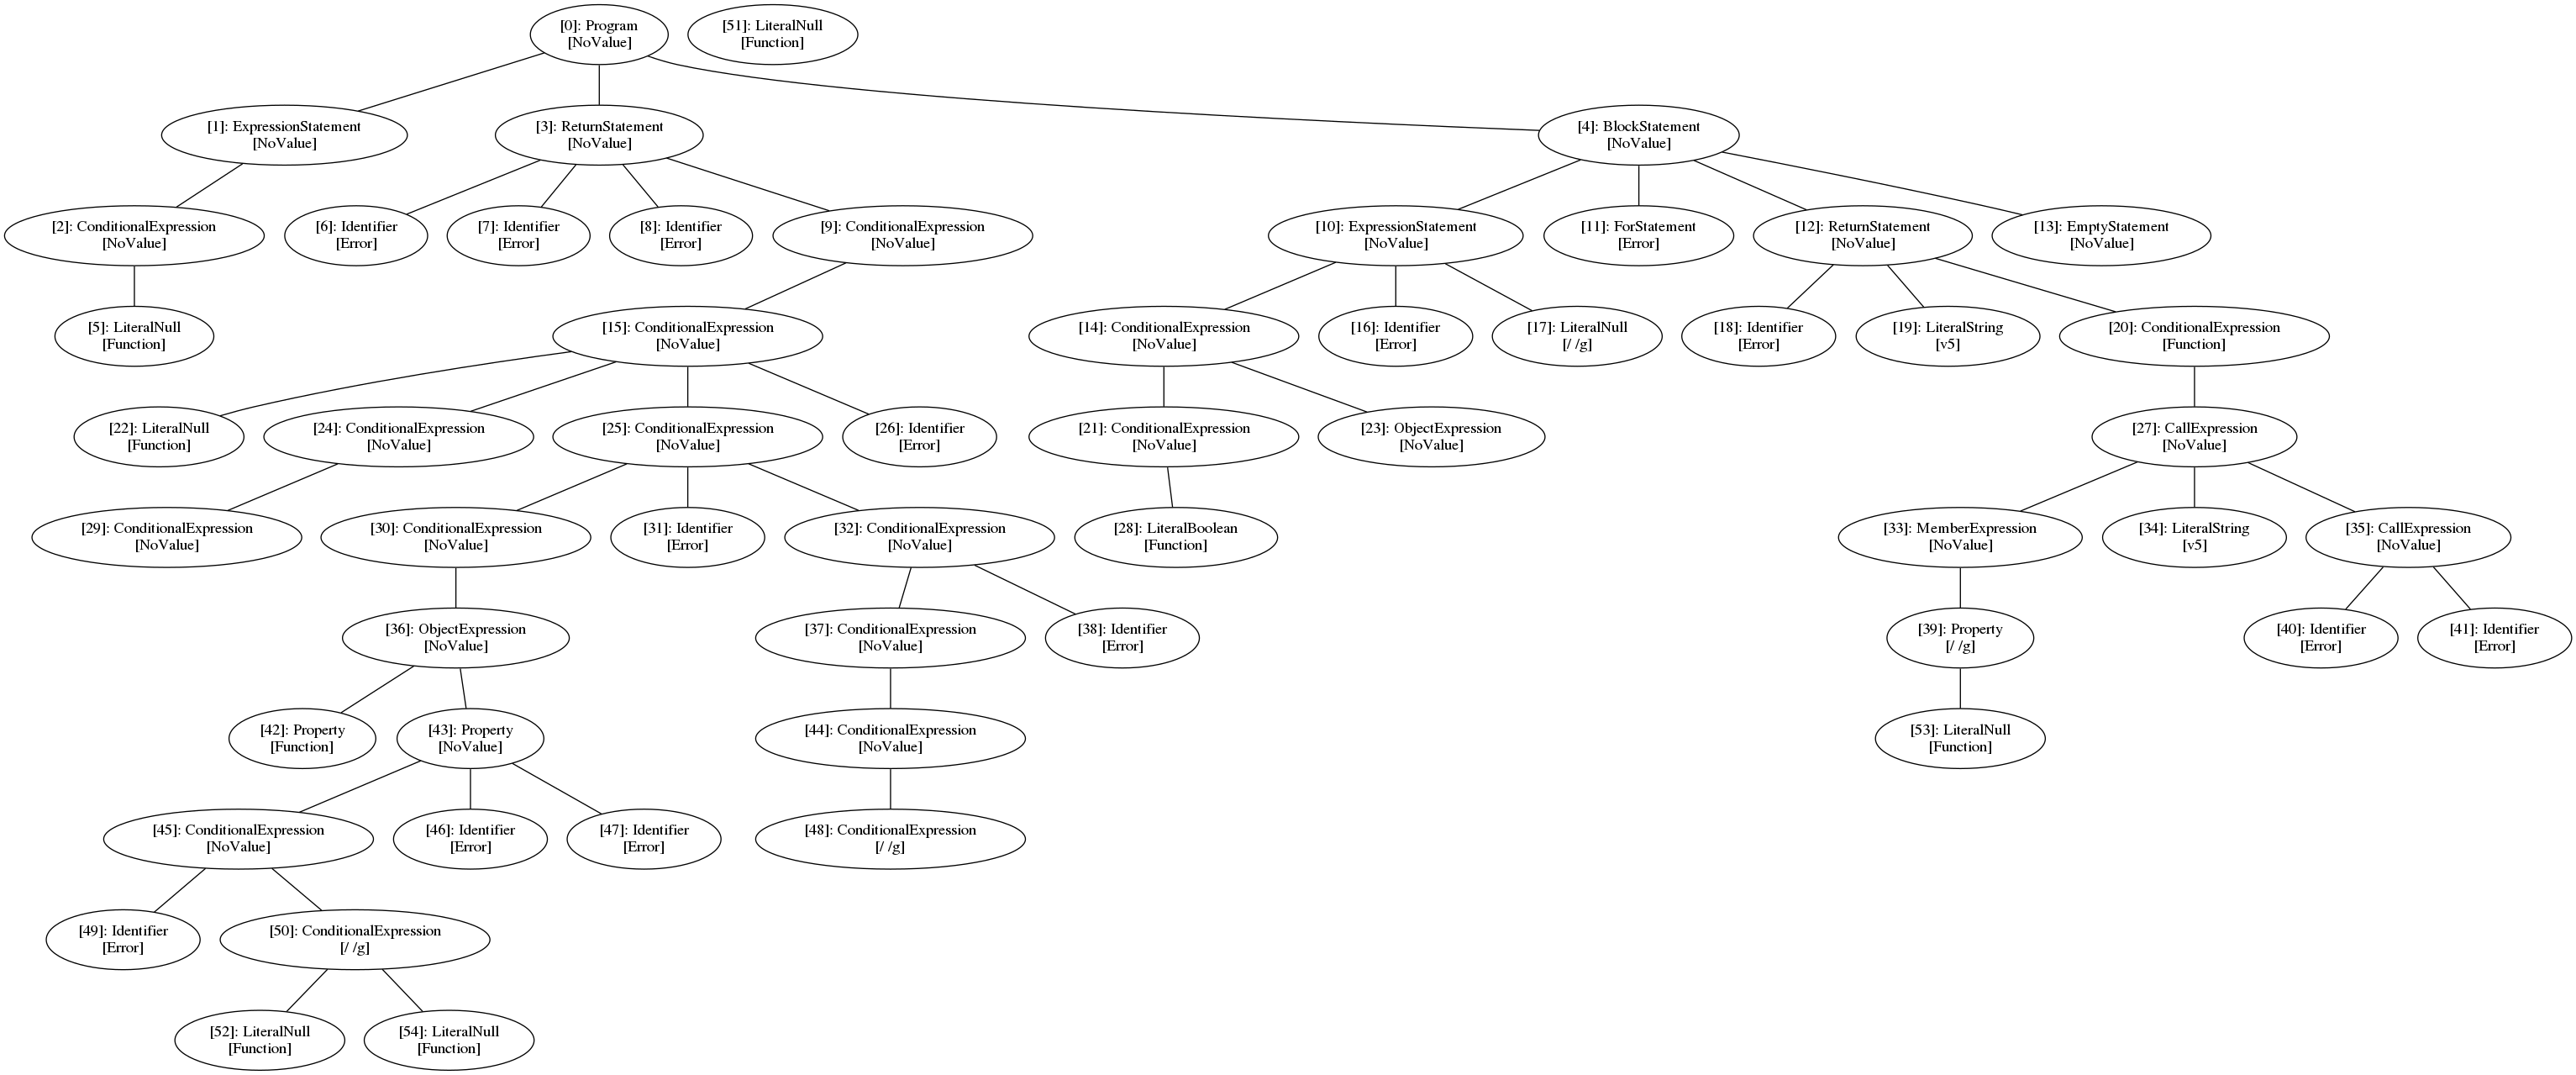 [0]: Program
[NoValue]
[51]: LiteralNull
[Function]
[1]: ExpressionStatement
[NoValue]
[3]: ReturnStatement
[NoValue]
[4]: BlockStatement
[NoValue]
[2]: ConditionalExpression
[NoValue]
[6]: Identifier
[Error]
[7]: Identifier
[Error]
[8]: Identifier
[Error]
[9]: ConditionalExpression
[NoValue]
[10]: ExpressionStatement
[NoValue]
[11]: ForStatement
[Error]
[12]: ReturnStatement
[NoValue]
[13]: EmptyStatement
[NoValue]
[5]: LiteralNull
[Function]
[15]: ConditionalExpression
[NoValue]
[14]: ConditionalExpression
[NoValue]
[16]: Identifier
[Error]
[17]: LiteralNull
[/ /g]
[18]: Identifier
[Error]
[19]: LiteralString
[v5]
[20]: ConditionalExpression
[Function]
[22]: LiteralNull
[Function]
[24]: ConditionalExpression
[NoValue]
[25]: ConditionalExpression
[NoValue]
[26]: Identifier
[Error]
[21]: ConditionalExpression
[NoValue]
[23]: ObjectExpression
[NoValue]
[27]: CallExpression
[NoValue]
[29]: ConditionalExpression
[NoValue]
[30]: ConditionalExpression
[NoValue]
[31]: Identifier
[Error]
[32]: ConditionalExpression
[NoValue]
[28]: LiteralBoolean
[Function]
[33]: MemberExpression
[NoValue]
[34]: LiteralString
[v5]
[35]: CallExpression
[NoValue]
[36]: ObjectExpression
[NoValue]
[37]: ConditionalExpression
[NoValue]
[38]: Identifier
[Error]
[39]: Property
[/ /g]
[40]: Identifier
[Error]
[41]: Identifier
[Error]
[42]: Property
[Function]
[43]: Property
[NoValue]
[44]: ConditionalExpression
[NoValue]
[53]: LiteralNull
[Function]
[45]: ConditionalExpression
[NoValue]
[46]: Identifier
[Error]
[47]: Identifier
[Error]
[48]: ConditionalExpression
[/ /g]
[49]: Identifier
[Error]
[50]: ConditionalExpression
[/ /g]
[52]: LiteralNull
[Function]
[54]: LiteralNull
[Function]